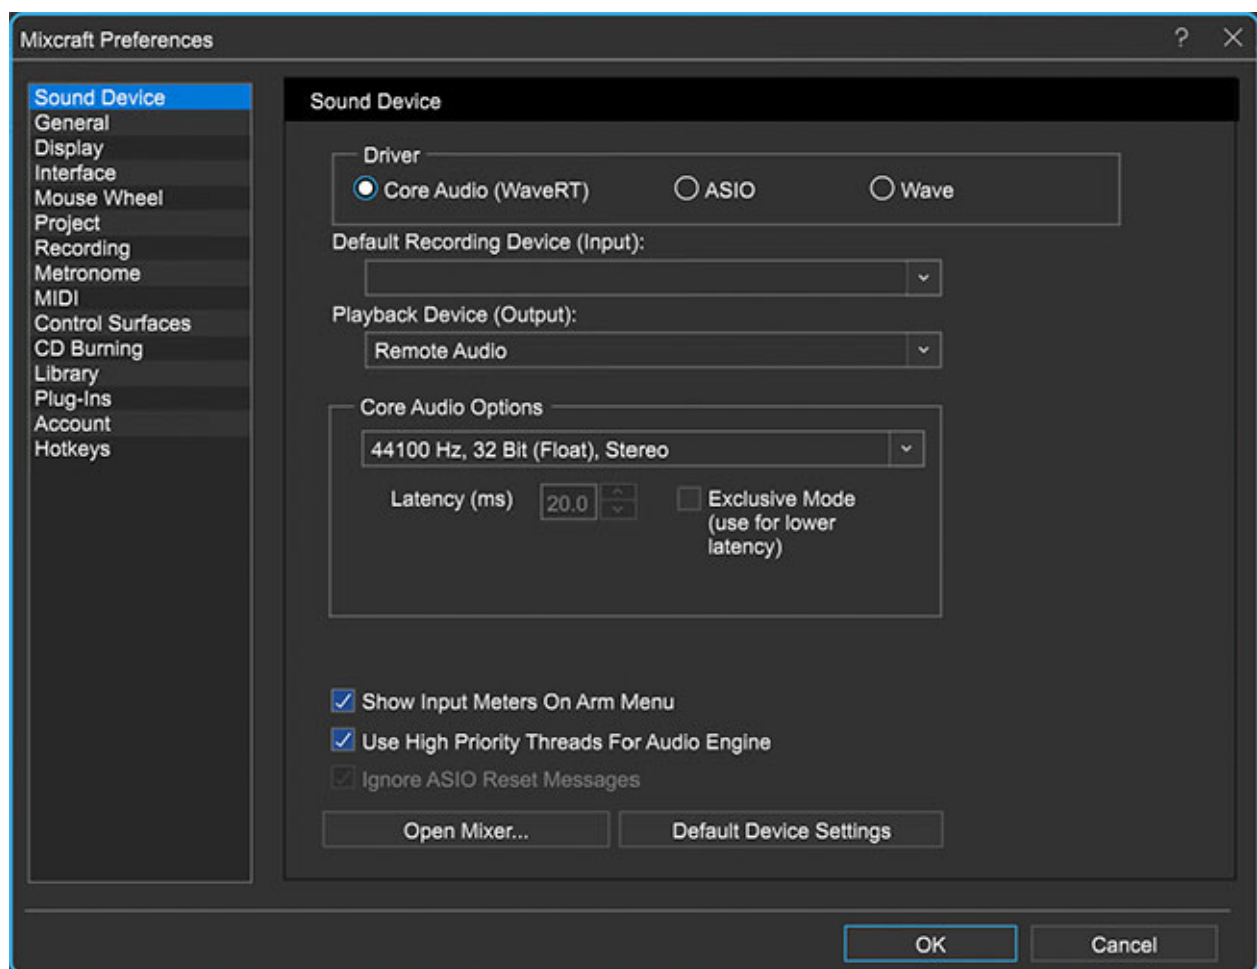 Mixcraft Preferences
?
Sound Device
General
Display
Interface
Mouse Wheel
Project
Recording
Metronome
MIDI
Control Surfaces
CD Burning
Library
Plug-Ins
Account
Hotkeys
Sound Device
Driver
Core Audio (WaveRT)
ASIO
Wave
Default Recording Device (Input):
Playback Device (Output):
Remote Audio
Core Audio Options
44100 Hz, 32 Bit (Float), Stereo
Latency (ms)
20.0
Exclusive Mode
(use for lower
latency)
Show Input Meters On Arm Menu
Use High Priority Threads For Audio Engine
Ignore ASIO Reset Messages
Open Mixer...
Default Device Settings
OK
Cancel